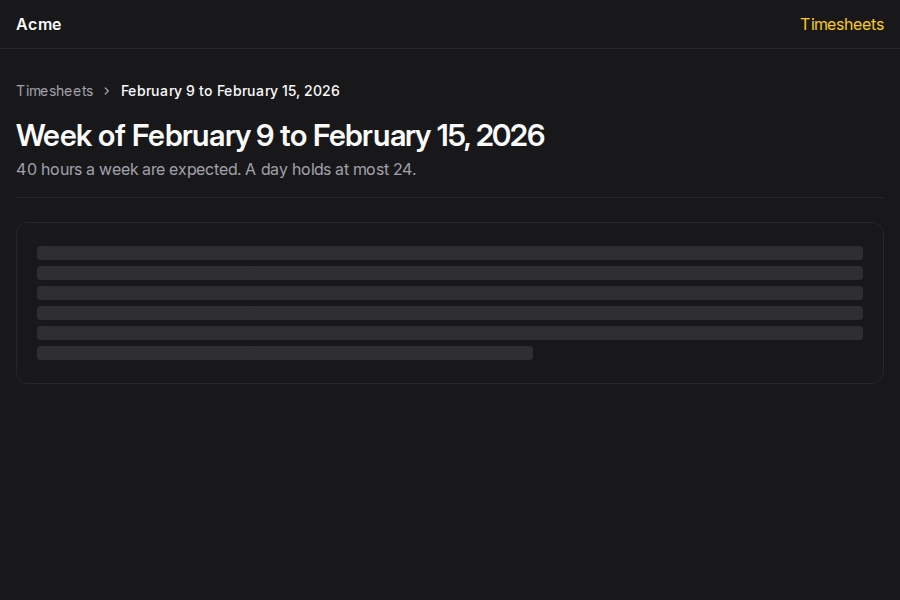 Acme
Timesheets
Timesheets > February 9 to February 15, 2026
Week of February 9 to February 15, 2026
40 hours a week are expected. A day holds at most 24.